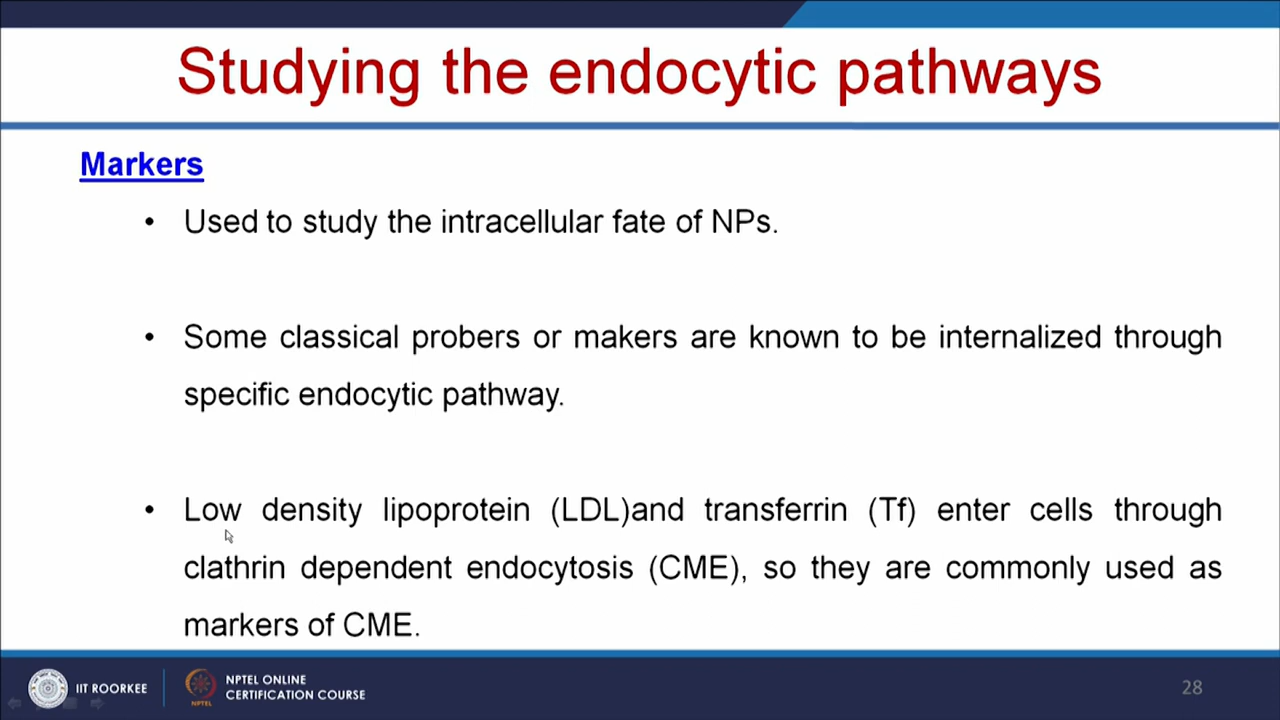 Studying the endocytic pathways
Markers
• Used to study the intracellular fate of NPs.
• Some classical probers or makers are known to be internalized through
specific endocytic pathway.
• Low density lipoprotein (LDL)and transferrin (Tf) enter cells through
clathrin dependent endocytosis (CME), so they are commonly used as
markers of CME.
IIT ROORKEE
NPTEL
NPTEL ONLINE
CERTIFICATION COURSE
28